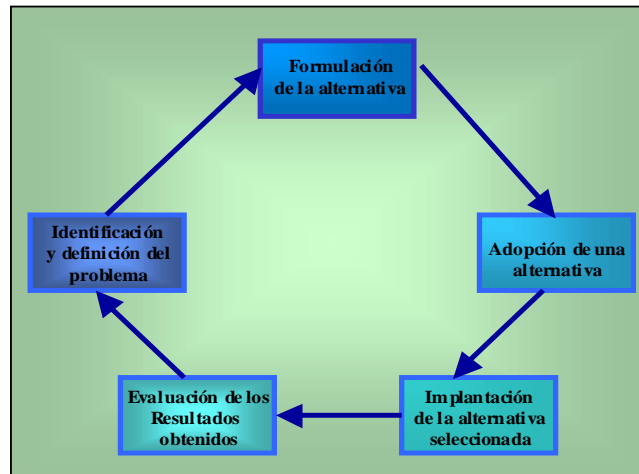 Formulación
de la alternativa
Identificación
y definición del
problema
Adopción de una
alternativa
Evaluación de los
Resultados
obtenidos
Implantación
de la alternativa
seleccionada